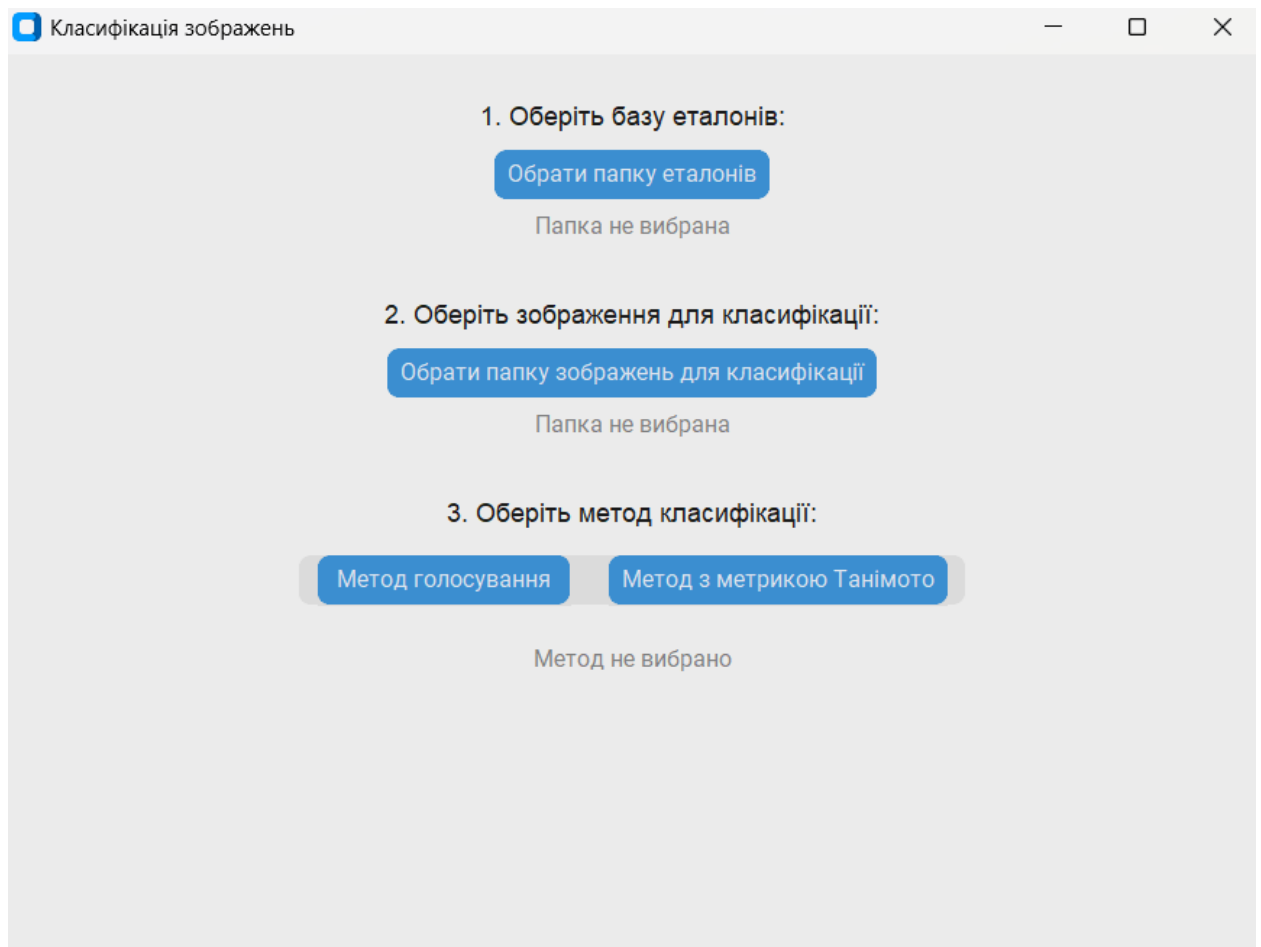 Класифікація зображень
1. Оберіть базу еталонів:
Обрати папку еталонів
Папка не вибрана
2. Оберіть зображення для класифікації:
Обрати папку зображень для класифікації
Папка не вибрана
3. Оберіть метод класифікації:
Метод голосування Метод з метрикою Танімото
Метод не вибрано